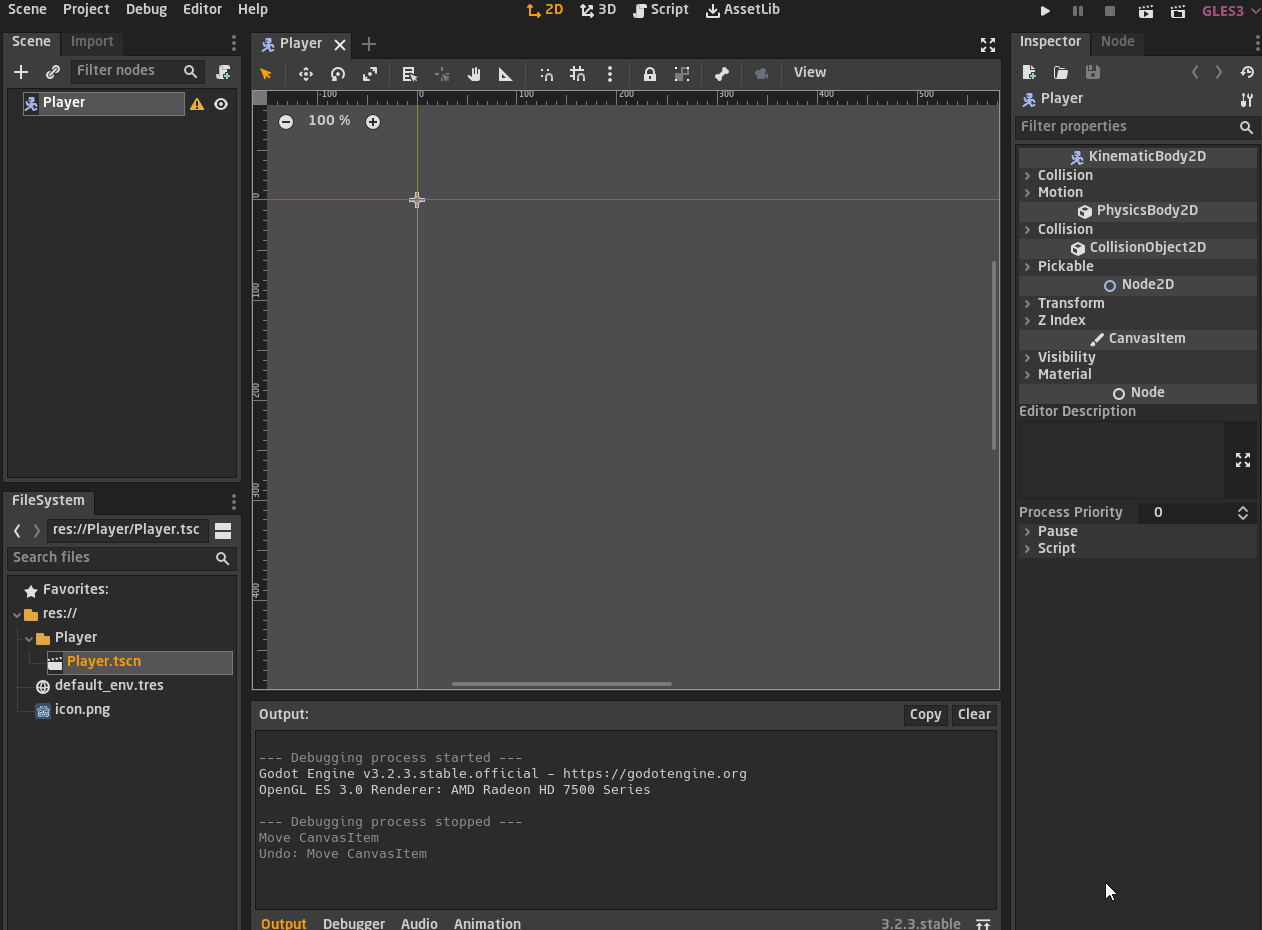 Scene Project Debug Editor Help
2D 3D Script AssetLib
GLES3
Scene Import
Filter nodes
Player
FileSystem
res://Player/Player.tsc
Search files
Favorites:
res://
Player
Player.tscn
default_env.tres
icon.png
Player
View
-100 0 100 200 300 400 500
100 %
0
100
200
300
400
Output:
Copy Clear
--- Debugging process started ---
Godot Engine v3.2.3.stable.official - https://godotengine.org
OpenGL ES 3.0 Renderer: AMD Radeon HD 7500 Series
--- Debugging process stopped ---
Move CanvasItem
Undo: Move CanvasItem
Output Debugger Audio Animation
3.2.3.stable
Inspector Node
Player
Filter properties
KinematicBody2D
Collision
Motion
PhysicsBody2D
Collision
CollisionObject2D
Pickable
Node2D
Transform
Z Index
CanvasItem
Visibility
Material
Node
Editor Description
Process Priority 0
Pause
Script